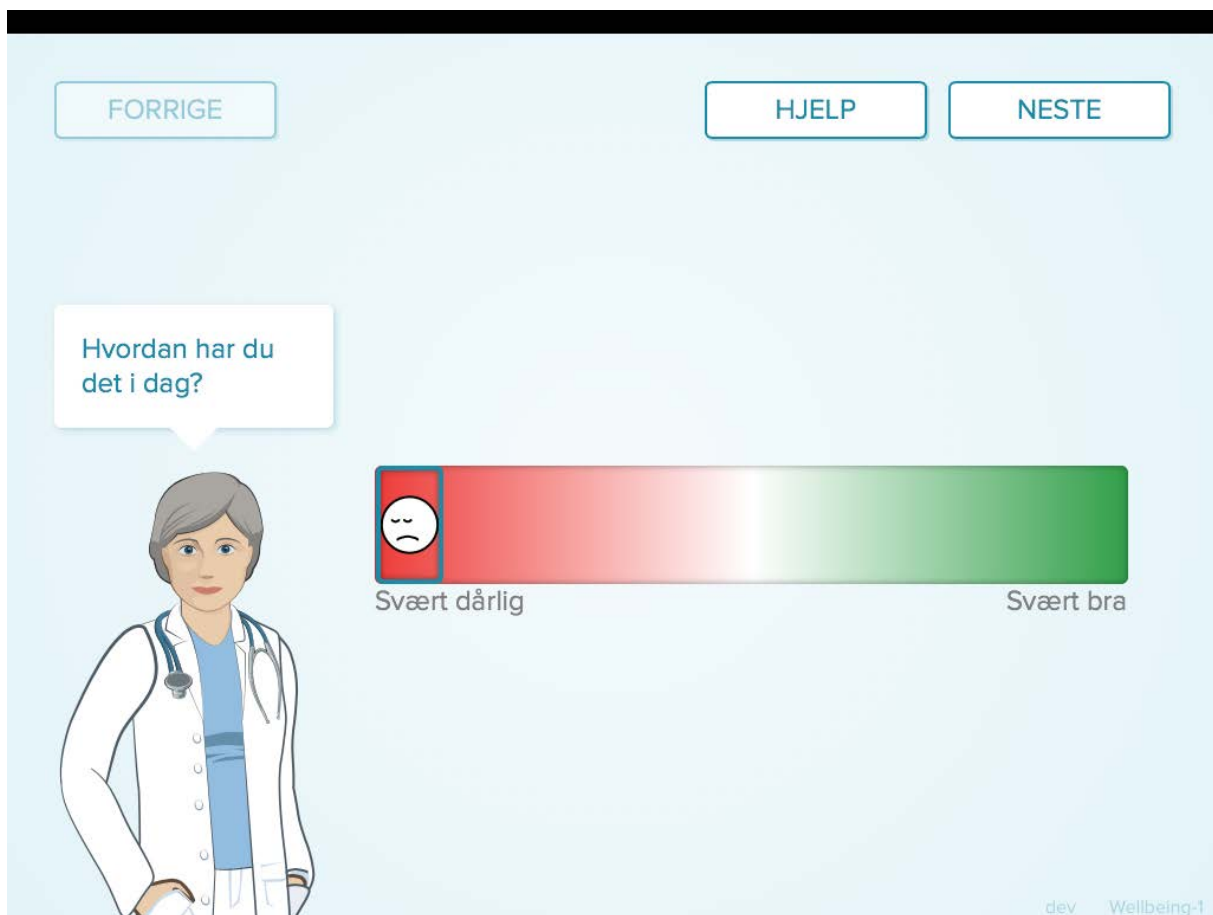 FORRIGE
HJELP
NESTE
Hvordan har du
det i dag?
Svært dårlig
Svært bra
dev Wellbeing-1